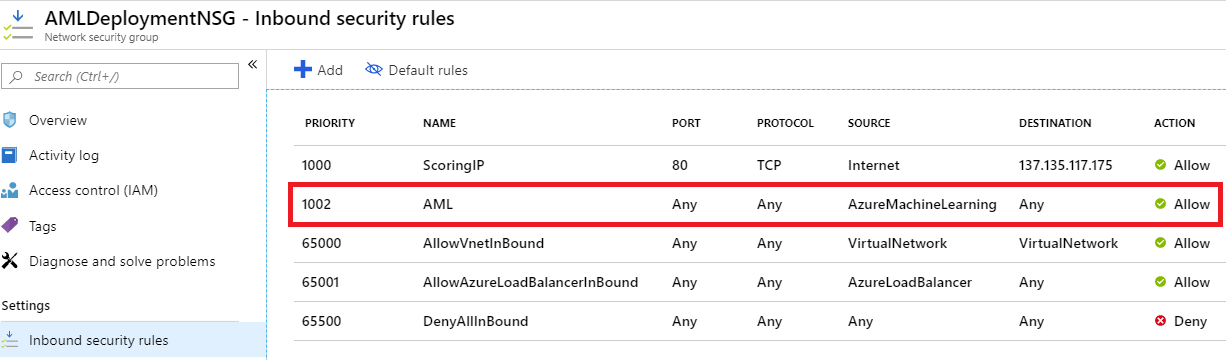 AMLDeploymentNSG - Inbound security rules
Network security group
Search (Ctrl+/)
«
Overview
Activity log
Access control (IAM)
Tags
Diagnose and solve problems
Settings
Inbound security rules
Add Default rules
PRIORITY NAME PORT PROTOCOL SOURCE DESTINATION ACTION
1000 ScoringIP 80 TCP Internet 137.135.117.175 Allow
1002 AML Any Any AzureMachineLearning Any Allow
65000 AllowVnetInBound Any Any VirtualNetwork VirtualNetwork Allow
65001 AllowAzureLoadBalancerInBound Any Any AzureLoadBalancer Any Allow
65500 DenyAllInBound Any Any Any Any Deny